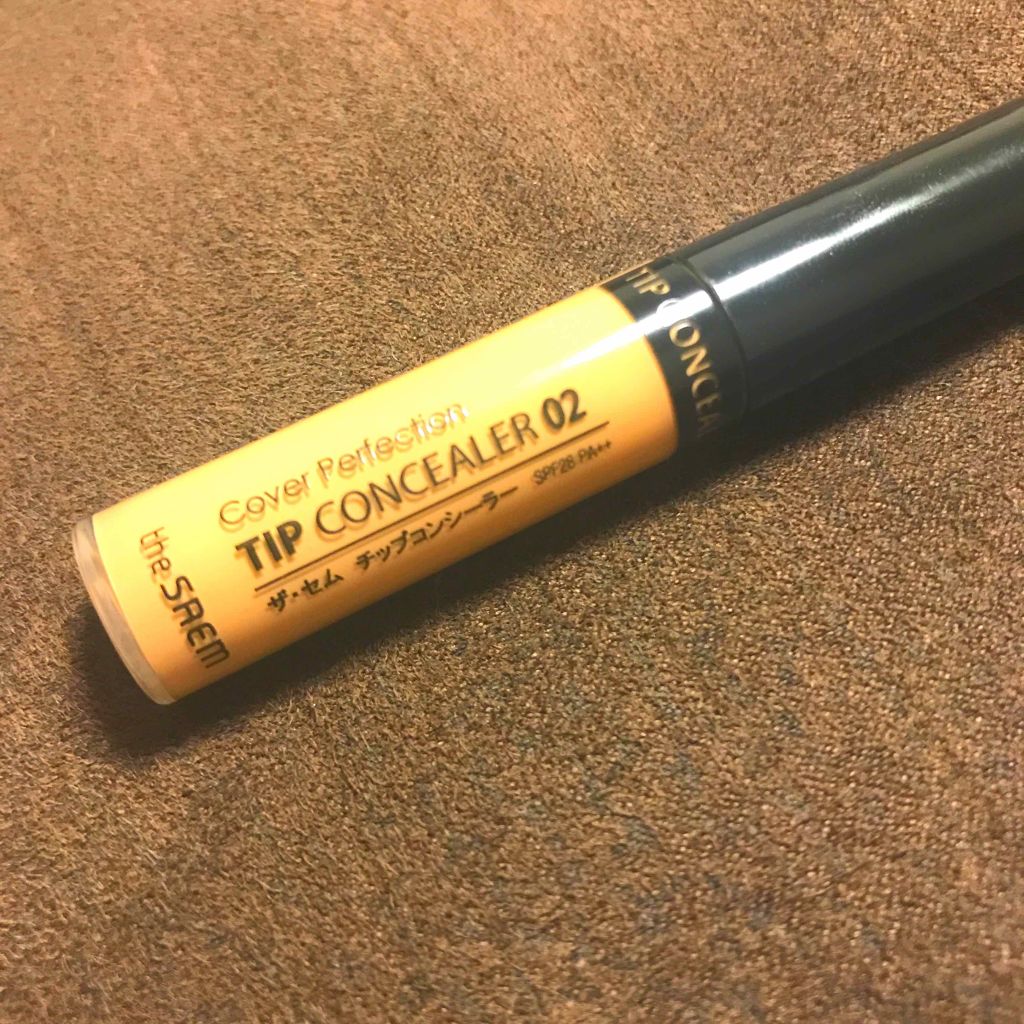 Cover Perfection
TIP CONCEALER 02
ザ・セム チップコンシーラー SPF28 PA++
the SAEM
TIP CONCEA